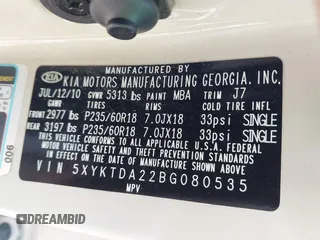 MANUFACTURED BY
KIA KIA MOTORS MANUFACTURING GEORGIA, INC.
JUL/12/10 GVWR 5313 lbs PAINT MBA TRIM J7
GAWR TIRES RIMS COLD TIRE INFLATION
FRONT 2977 lbs P235/60R18 7.0JX18 33psi SINGLE
REAR 3197 lbs P235/60R18 7.0JX18 33psi SINGLE
THIS VEHICLE CONFORMS TO ALL APPLICABLE U.S.A. FEDERAL
MOTOR VEHICLE SAFETY AND THEFT PREVENTION STANDARDS
IN EFFECT ON THE DATE OF MANUFACTURE SHOWN ABOVE.
VIN 5XYKTDA22BG080535
MPV
006
DREAMBID